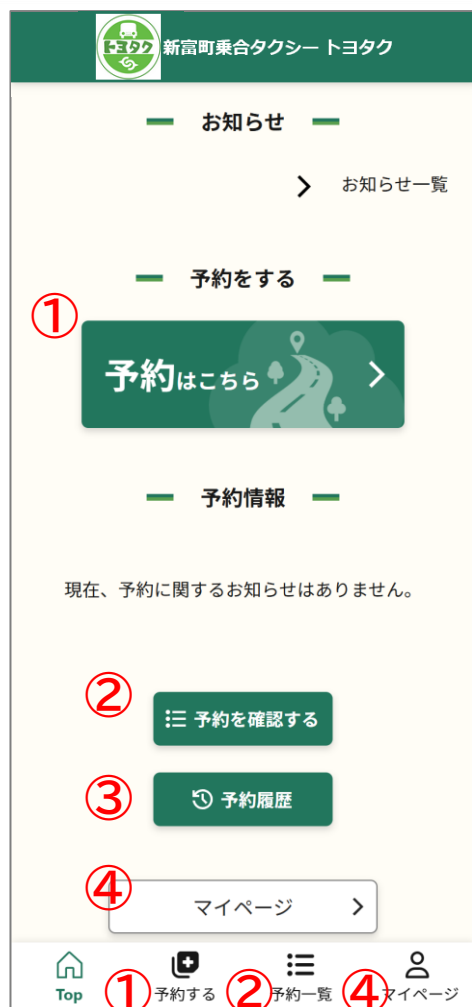 トヨタク
新富町乗合タクシー トヨタク
お知らせ
お知らせ一覧
予約をする
①
予約はこちら
予約情報
現在、予約に関するお知らせはありません。
②
予約を確認する
③
予約履歴
④
マイページ
Top
①
予約する
②
予約一覧
④
マイページ